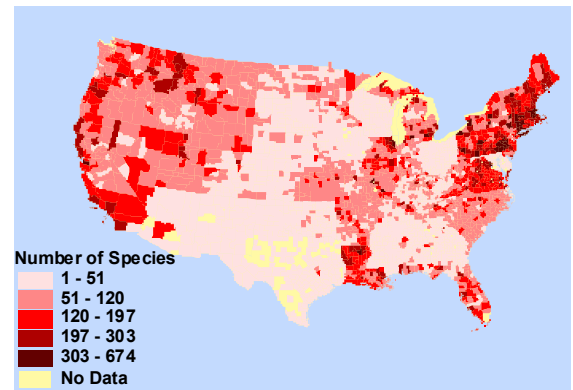 Number of Species
1 - 51
51 - 120
120 - 197
197 - 303
303 - 674
No Data